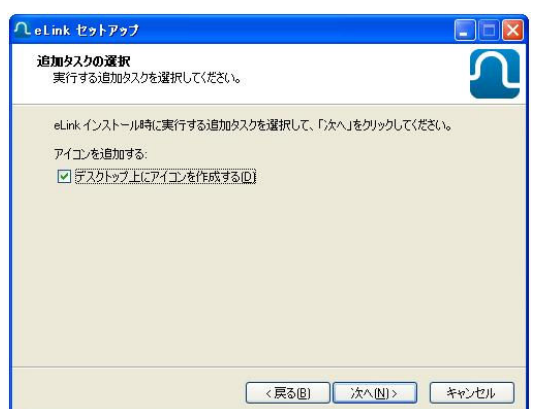 eLink セットアップ
追加タスクの選択
実行する追加タスクを選択してください。
eLink インストール時に実行する追加タスクを選択して、「次へ」をクリックしてください。
アイコンを追加する:
デスクトップ上にアイコンを作成する(D)
< 戻る(B)
次へ(N) >
キャンセル